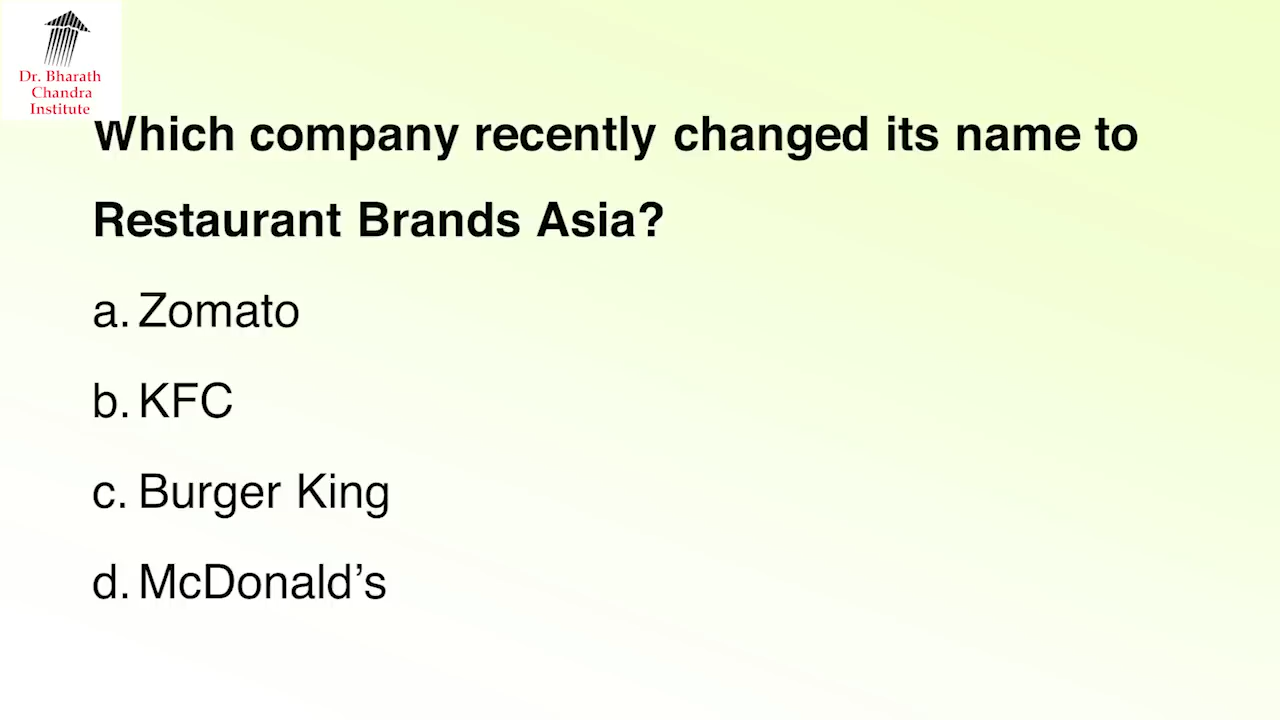 Dr. Bharath
Chandra
Institute
Which company recently changed its name to
Restaurant Brands Asia?
a. Zomato
b. KFC
c. Burger King
d. McDonald’s